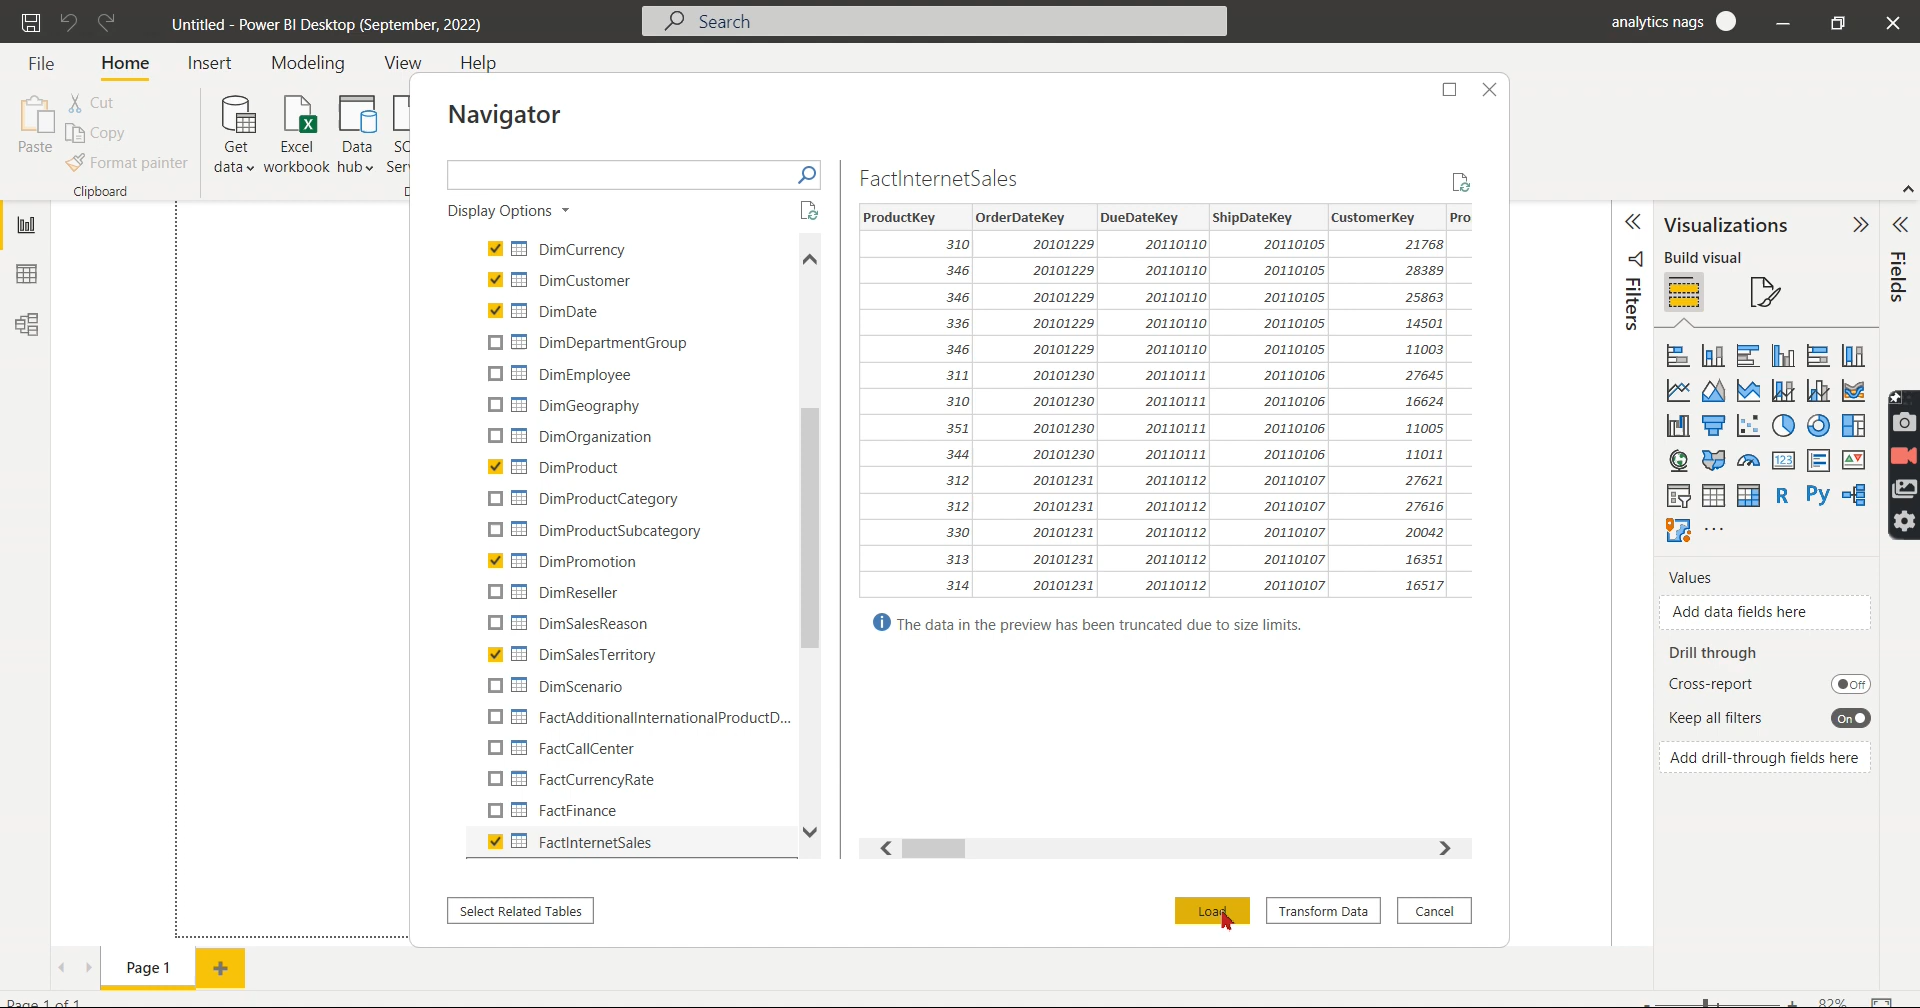 Untitled - Power BI Desktop (September, 2022)
Search
analytics nags
File Home Insert Modeling View Help
Paste
Cut
Copy
Format painter
Clipboard
Get data
Excel workbook
Data hub
Navigator
Display Options
DimCurrency
DimCustomer
DimDate
DimDepartmentGroup
DimEmployee
DimGeography
DimOrganization
DimProduct
DimProductCategory
DimProductSubcategory
DimPromotion
DimReseller
DimSalesReason
DimSalesTerritory
DimScenario
FactAdditionalInternationalProductD...
FactCallCenter
FactCurrencyRate
FactFinance
FactInternetSales
Select Related Tables
FactInternetSales
ProductKey OrderDateKey DueDateKey ShipDateKey CustomerKey Pro
310 20101229 20110110 20110105 21768
346 20101229 20110110 20110105 28389
346 20101229 20110110 20110105 25863
336 20101229 20110110 20110105 14501
346 20101229 20110110 20110105 11003
311 20101230 20110111 20110106 27645
310 20101230 20110111 20110106 16624
351 20101230 20110111 20110106 11005
344 20101230 20110111 20110106 11011
312 20101231 20110112 20110107 27621
312 20101231 20110112 20110107 27616
330 20101231 20110112 20110107 20042
313 20101231 20110112 20110107 16351
314 20101231 20110112 20110107 16517
The data in the preview has been truncated due to size limits.
Load Transform Data Cancel
Filters
Visualizations
Build visual
123
R Py
...
Values
Add data fields here
Drill through
Cross-report Off
Keep all filters On
Add drill-through fields here
Fields
Page 1
Page 1 of 1
82%